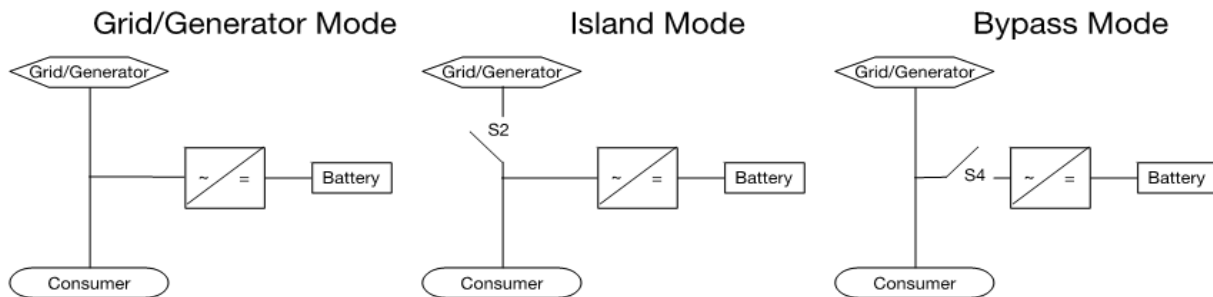 Grid/Generator Mode
Grid/Generator
~ =
Battery
Consumer
Island Mode
Grid/Generator
S2
~ =
Battery
Consumer
Bypass Mode
Grid/Generator
S4
~ =
Battery
Consumer